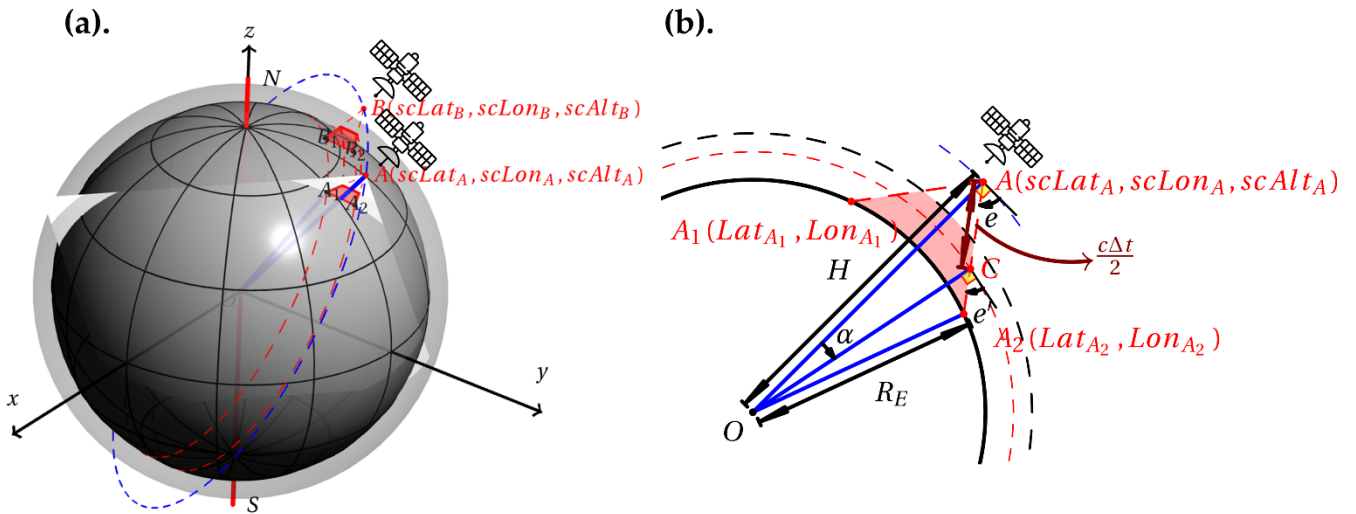 (a).
z
N
B(scLat_B, scLon_B, scAlt_B)
B_1
B_2
A(scLat_A, scLon_A, scAlt_A)
A_1
A_2
O
x
y
S
(b).
A(scLat_A, scLon_A, scAlt_A)
e
A_1(Lat_{A_1}, Lon_{A_1})
cΔt/2
H
C
e'
A_2(Lat_{A_2}, Lon_{A_2})
α
R_E
O